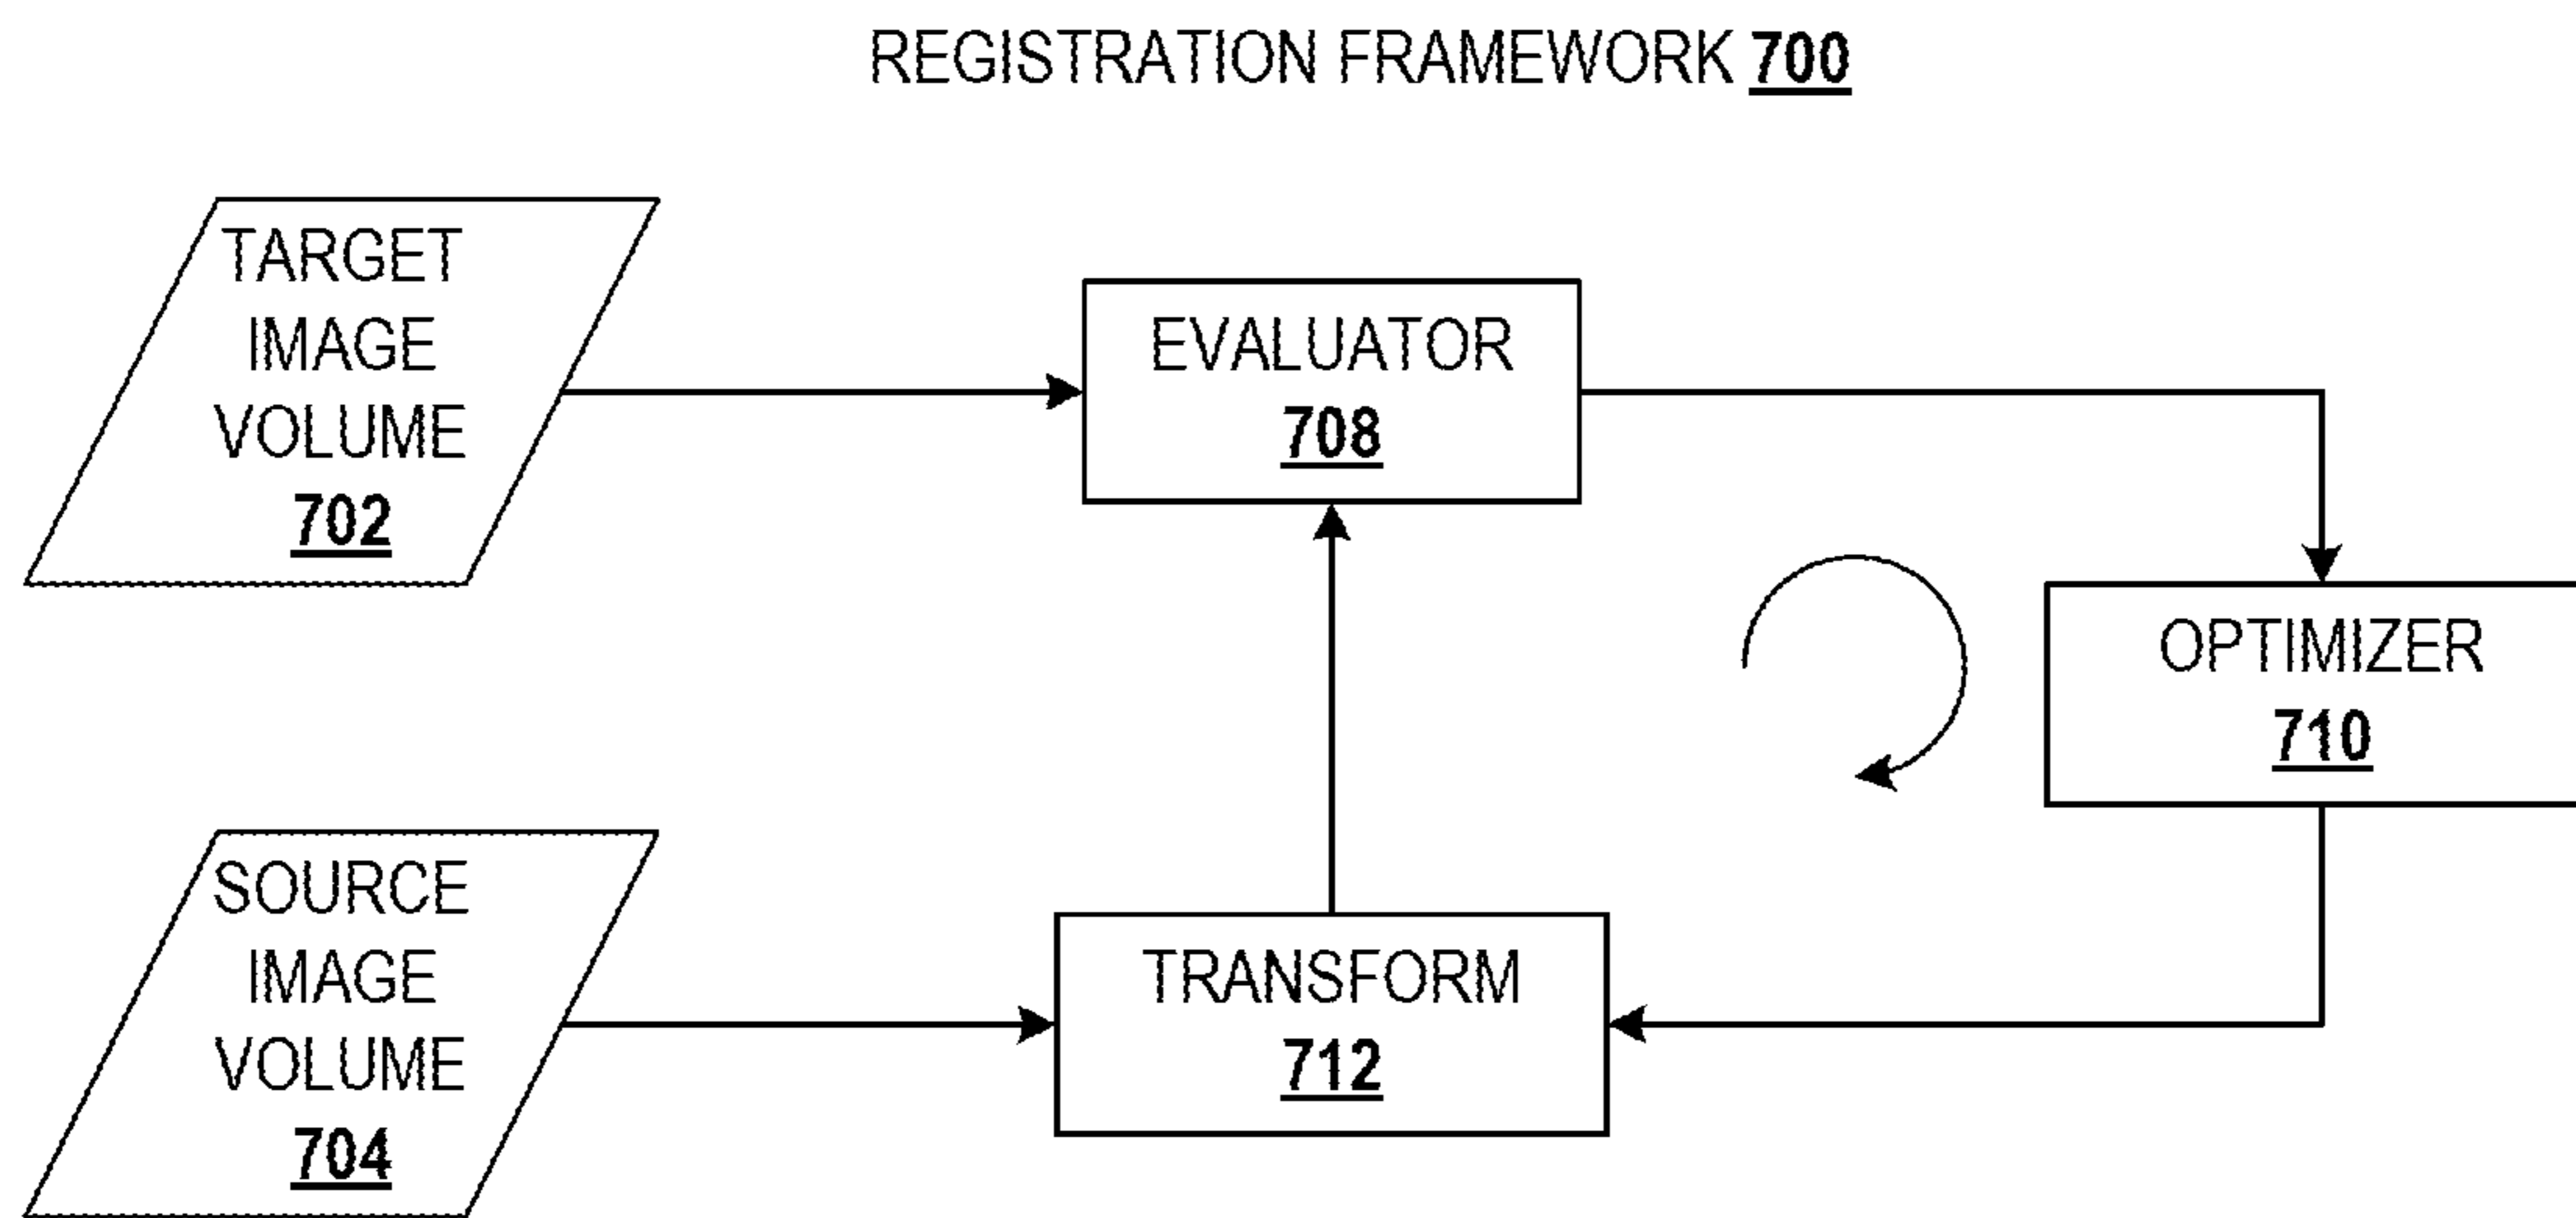 REGISTRATION FRAMEWORK 700
TARGET
IMAGE
VOLUME
702
EVALUATOR
708
OPTIMIZER
710
SOURCE
IMAGE
VOLUME
704
TRANSFORM
712